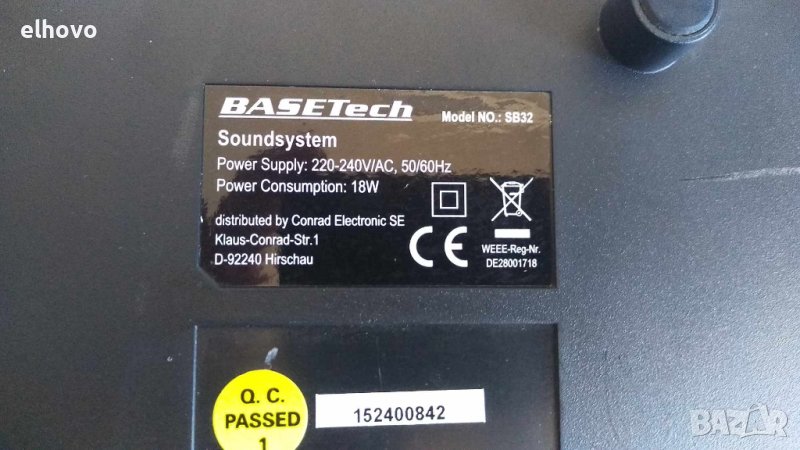 elhovo
BASETech
Model NO.: SB32
Soundsystem
Power Supply: 220-240V/AC, 50/60Hz
Power Consumption: 18W
distributed by Conrad Electronic SE
Klaus-Conrad-Str.1
D-92240 Hirschau
CE
WEEE-Reg-Nr.
DE28001718
Q. C.
PASSED
1
152400842
BAZAR